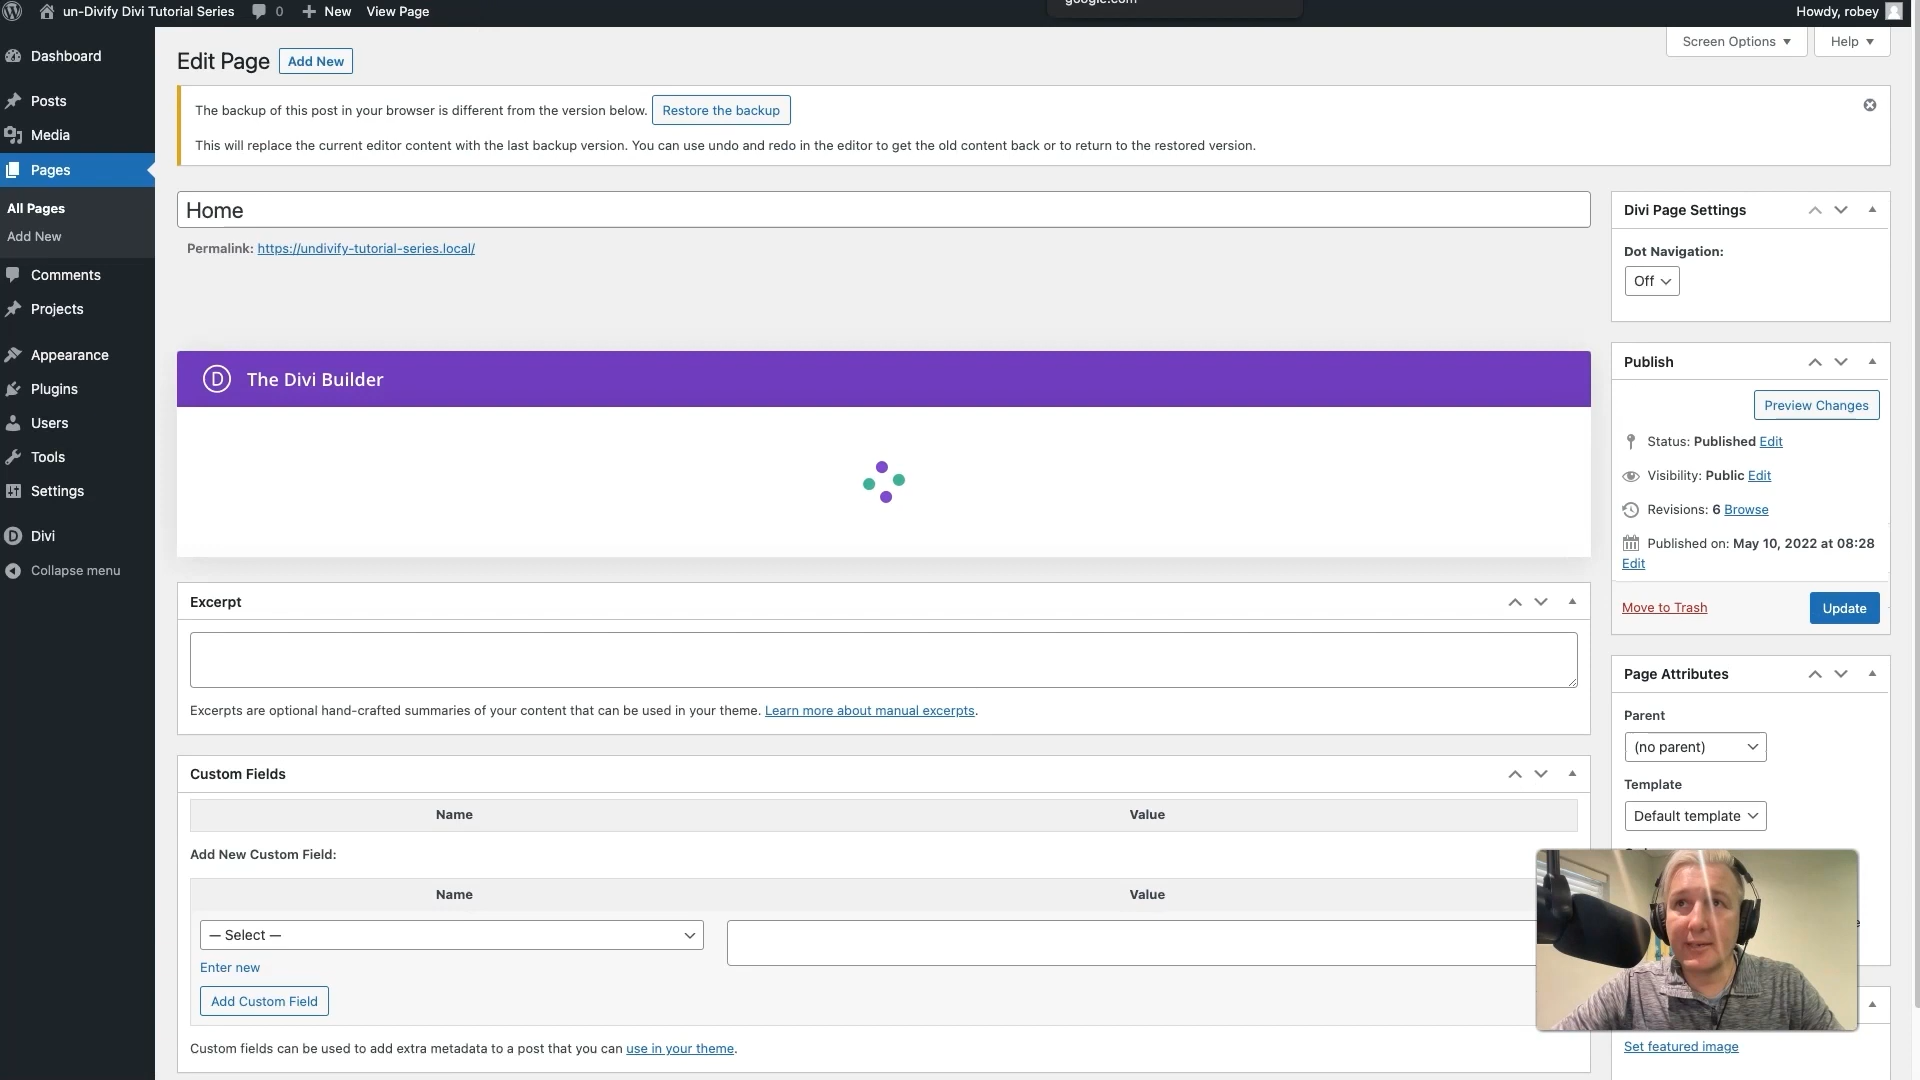 google.com
un-Divify Divi Tutorial Series
0
New
View Page
Howdy, robey
Dashboard
Posts
Media
Pages
All Pages
Add New
Comments
Projects
Appearance
Plugins
Users
Tools
Settings
Divi
Collapse menu
Edit Page
Add New
Screen Options
Help
The backup of this post in your browser is different from the version below. Restore the backup
This will replace the current editor content with the last backup version. You can use undo and redo in the editor to get the old content back or to return to the restored version.
Home
Permalink: https://undivify-tutorial-series.local/
D The Divi Builder
Excerpt
Excerpts are optional hand-crafted summaries of your content that can be used in your theme. Learn more about manual excerpts.
Custom Fields
Name Value
Add New Custom Field:
Name Value
— Select —
Enter new
Add Custom Field
Custom fields can be used to add extra metadata to a post that you can use in your theme.
Divi Page Settings
Dot Navigation:
Off
Publish
Preview Changes
Status: Published Edit
Visibility: Public Edit
Revisions: 6 Browse
Published on: May 10, 2022 at 08:28
Edit
Move to Trash
Update
Page Attributes
Parent
(no parent)
Template
Default template
Set featured image